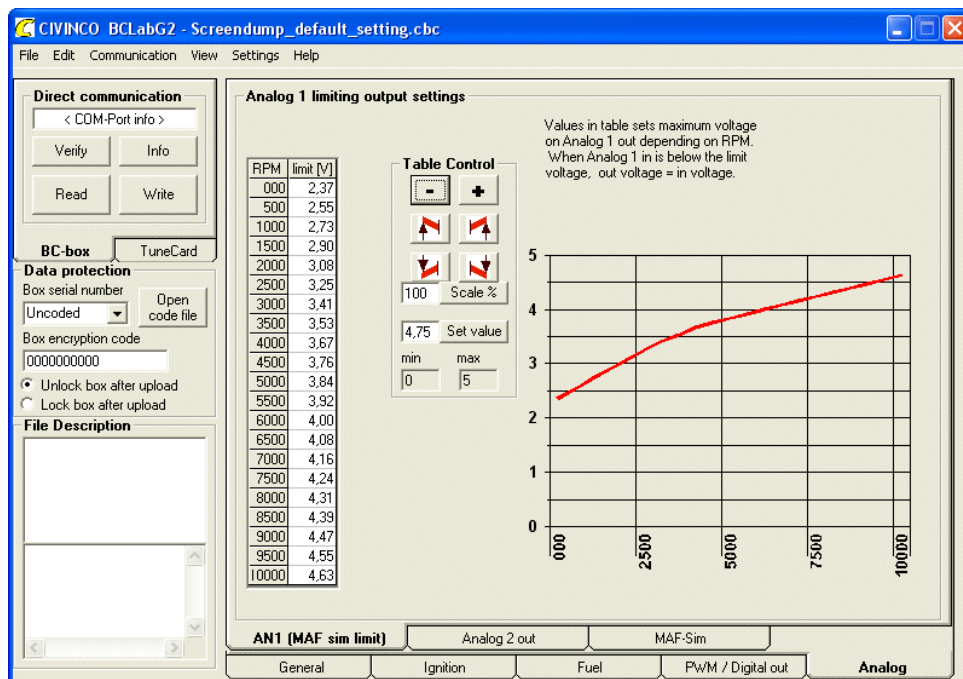 CIVINCO BCLabG2 - Screendump_default_setting.cbc
File Edit Communication View Settings Help
Direct communication
< COM-Port info >
Verify Info
Read Write
BC-box TuneCard
Data protection
Box serial number
Uncoded
Open
code file
Box encryption code
0000000000
Unlock box after upload
Lock box after upload
File Description
Analog 1 limiting output settings
RPM limit [V]
000 2,37
500 2,55
1000 2,73
1500 2,90
2000 3,08
2500 3,25
3000 3,41
3500 3,53
4000 3,67
4500 3,76
5000 3,84
5500 3,92
6000 4,00
6500 4,08
7000 4,16
7500 4,24
8000 4,31
8500 4,39
9000 4,47
9500 4,55
10000 4,63
Table Control
- +
100 Scale %
4,75 Set value
min max
0 5
Values in table sets maximum voltage
on Analog 1 out depending on RPM.
When Analog 1 in is below the limit
voltage, out voltage = in voltage.
5
4
3
2
1
0
000 2500 5000 7500 10000
AN1 (MAF sim limit) Analog 2 out MAF-Sim
General Ignition Fuel PWM / Digital out Analog